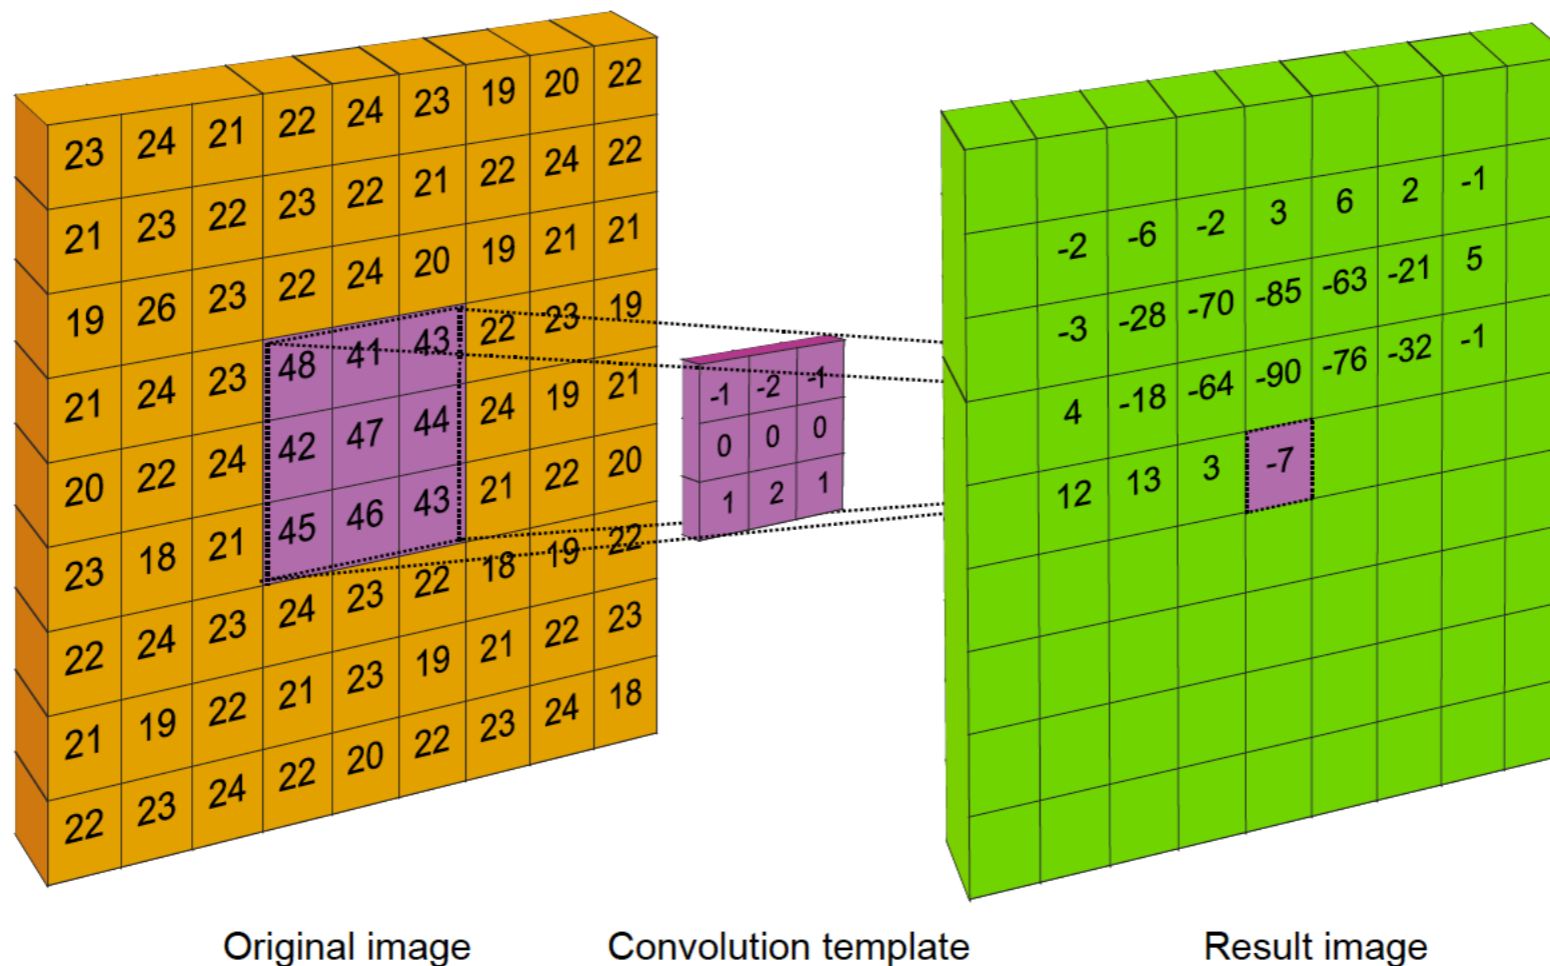 23 24 21 22 24 23 19 20 22
21 23 22 23 22 21 22 24 22
19 26 23 22 24 20 19 21 21
21 24 23 48 41 43 22 23 19
20 22 24 42 47 44 24 19 21
23 18 21 45 46 43 21 22 20
22 24 23 24 23 22 18 19 22
21 19 22 21 23 19 21 22 23
22 23 24 22 20 22 23 24 18
-1 -2 -1
0 0 0
1 2 1
-2 -6 -2 3 6 2 -1
-3 -28 -70 -85 -63 -21 5
4 -18 -64 -90 -76 -32 -1
12 13 3 -7
Original image
Convolution template
Result image